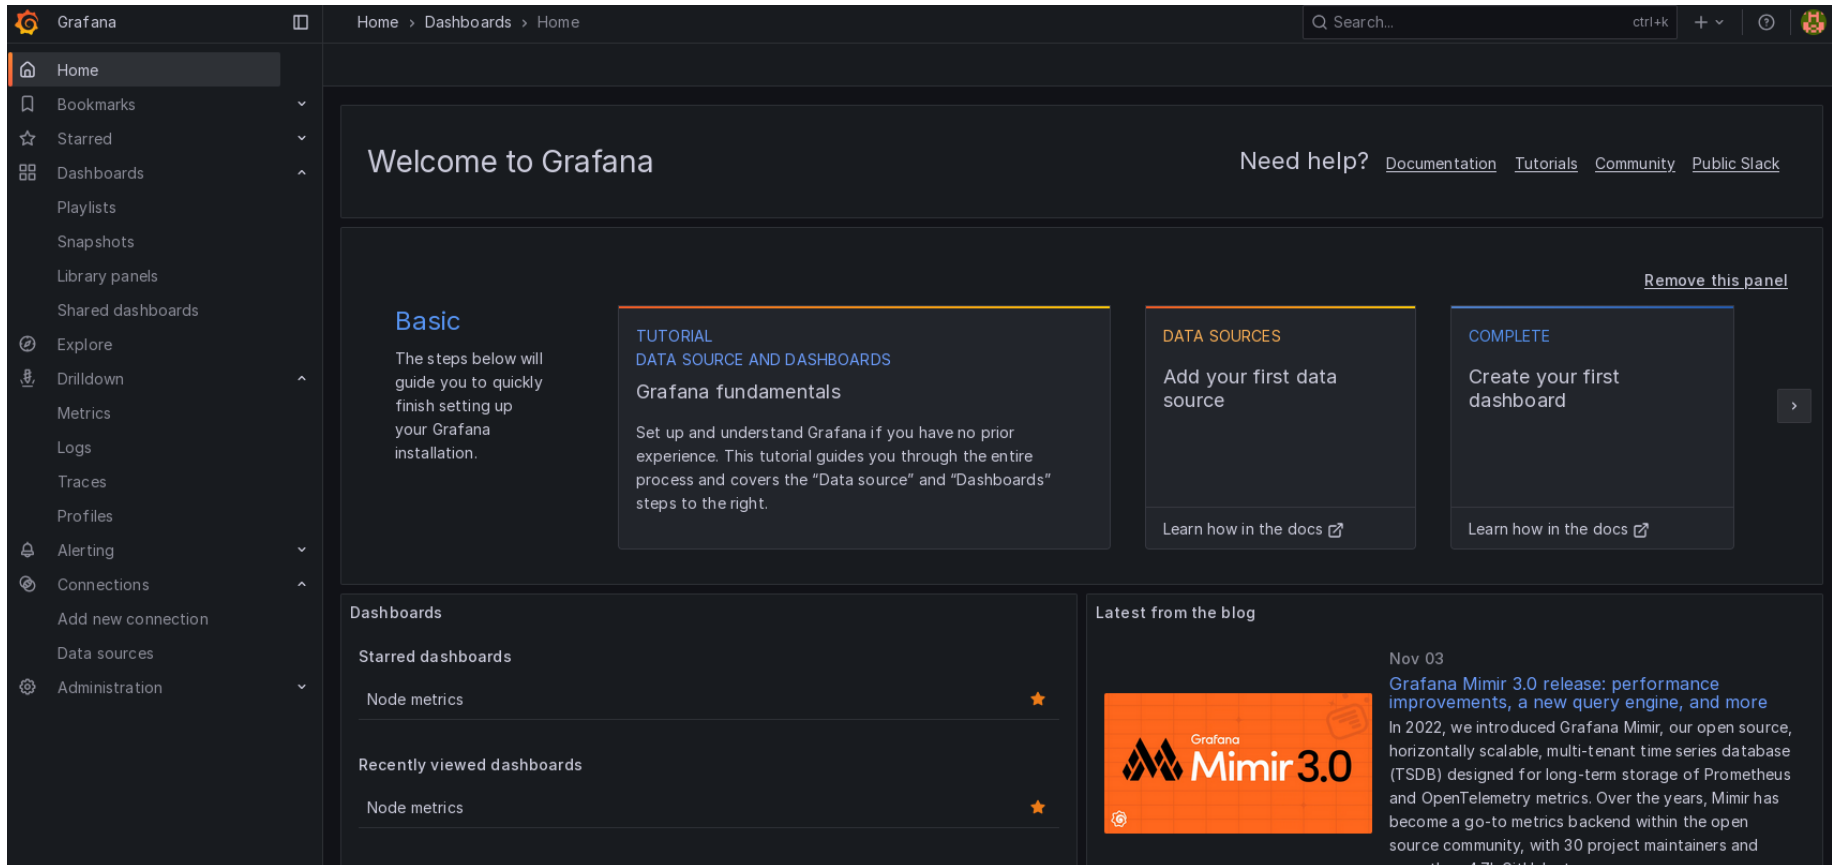 Grafana
Home › Dashboards › Home
Search...
ctrl+k
Home
Bookmarks
Starred
Dashboards
Playlists
Snapshots
Library panels
Shared dashboards
Explore
Drilldown
Metrics
Logs
Traces
Profiles
Alerting
Connections
Add new connection
Data sources
Administration
Welcome to Grafana
Need help? Documentation Tutorials Community Public Slack
Remove this panel
Basic
The steps below will
guide you to quickly
finish setting up
your Grafana
installation.
TUTORIAL
DATA SOURCE AND DASHBOARDS
Grafana fundamentals
Set up and understand Grafana if you have no prior
experience. This tutorial guides you through the entire
process and covers the “Data source” and “Dashboards”
steps to the right.
DATA SOURCES
Add your first data
source
Learn how in the docs
COMPLETE
Create your first
dashboard
Learn how in the docs
Dashboards
Starred dashboards
Node metrics
Recently viewed dashboards
Node metrics
Latest from the blog
Grafana
Mimir 3.0
Nov 03
Grafana Mimir 3.0 release: performance
improvements, a new query engine, and more
In 2022, we introduced Grafana Mimir, our open source,
horizontally scalable, multi-tenant time series database
(TSDB) designed for long-term storage of Prometheus
and OpenTelemetry metrics. Over the years, Mimir has
become a go-to metrics backend within the open
source community, with 30 project maintainers and